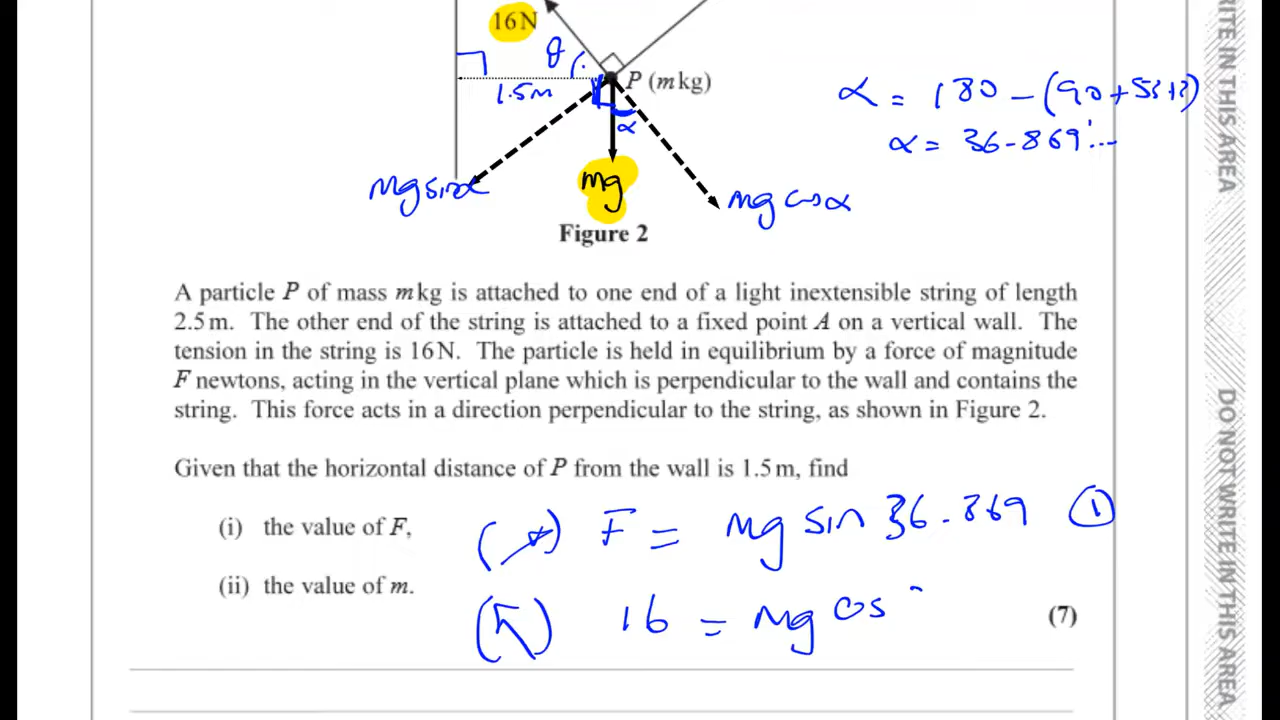 16N
θ
1.5M
P (m kg)
α
α = 180 - (90+53.13)
α = 36.869...
mg sinα
mg
mg cosα
Figure 2
A particle P of mass m kg is attached to one end of a light inextensible string of length
2.5 m. The other end of the string is attached to a fixed point A on a vertical wall. The
tension in the string is 16 N. The particle is held in equilibrium by a force of magnitude
F newtons, acting in the vertical plane which is perpendicular to the wall and contains the
string. This force acts in a direction perpendicular to the string, as shown in Figure 2.
Given that the horizontal distance of P from the wall is 1.5 m, find
(i) the value of F,
(↗) F = mg sin 36.869 ①
(ii) the value of m.
(↖) 16 = mg cos
(7)
RITE IN THIS AREA
DO NOT WRITE IN THIS AREA